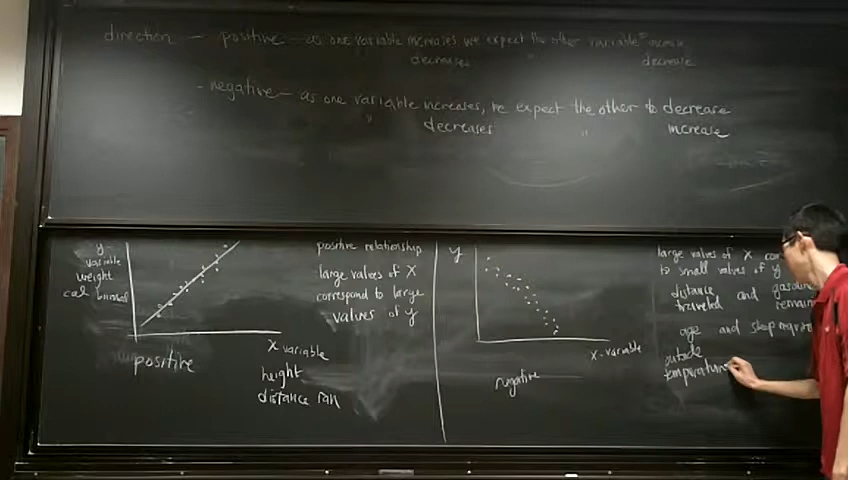 direction — positive — as one variable increases we expect the other variable to
decreases " decrease
- negative — as one variable increases, we expect the other to decrease
" decreases " increase
y-
variable
weight
cal burned
positive
x variable
height
distance ran
positive relationship
large values of X
correspond to large
values of y
y
x-variable
negative
large values of X
to small values of y
distance
traveled and gasoline
age and sleep
outside
temperature